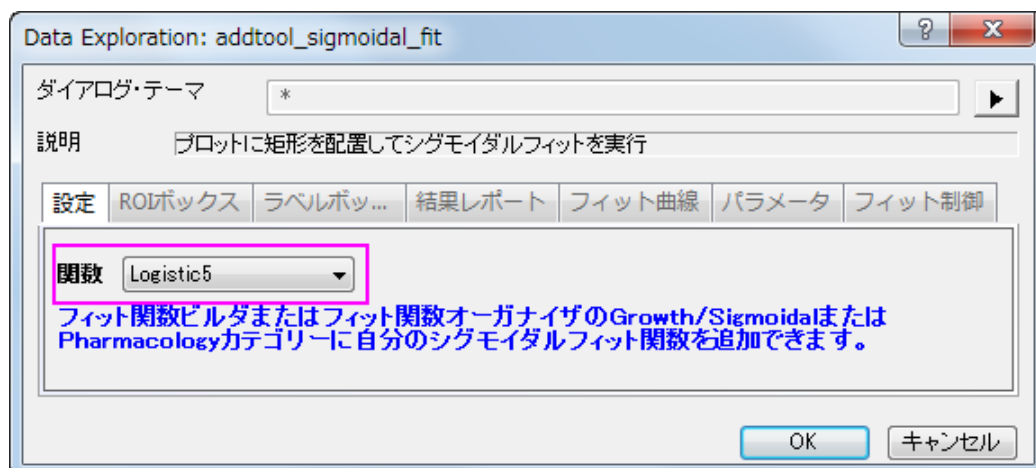 Data Exploration: addtool_sigmoidal_fit
ダイアログ・テーマ *
説明 プロットに矩形を配置してシグモイダルフィットを実行
設定 ROIボックス ラベルボッ... 結果レポート フィット曲線 パラメータ フィット制御
関数 Logistic5
フィット関数ビルダまたはフィット関数オーガナイザのGrowth/Sigmoidalまたは
Pharmacologyカテゴリーに自分のシグモイダルフィット関数を追加できます。
OK キャンセル